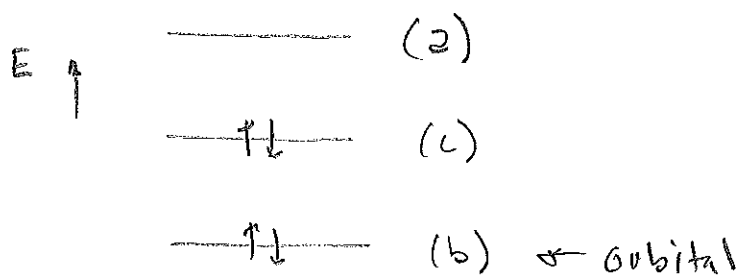 (a)
E ↑
↑↓ (c)
↑↓ (b) ← orbital